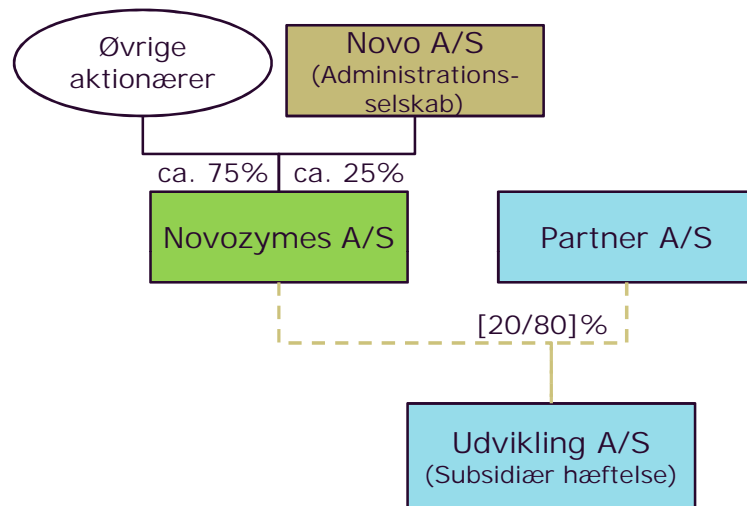 Øvrige
aktionærer
Novo A/S
(Administrations-
selskab)
ca. 75%
ca. 25%
Novozymes A/S
Partner A/S
[20/80]%
Udvikling A/S
(Subsidiær hæftelse)